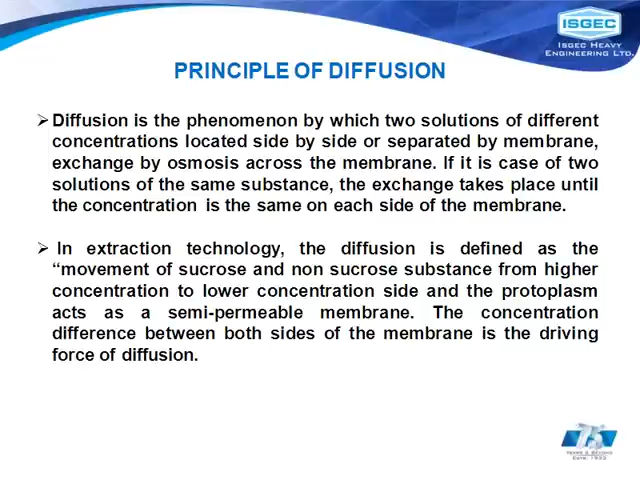 ISGEC
ISGEC HEAVY
ENGINEERING LTD.
PRINCIPLE OF DIFFUSION
➢ Diffusion is the phenomenon by which two solutions of different
concentrations located side by side or separated by membrane,
exchange by osmosis across the membrane. If it is case of two
solutions of the same substance, the exchange takes place until
the concentration is the same on each side of the membrane.
➢ In extraction technology, the diffusion is defined as the
“movement of sucrose and non sucrose substance from higher
concentration to lower concentration side and the protoplasm
acts as a semi-permeable membrane. The concentration
difference between both sides of the membrane is the driving
force of diffusion.
75
YEARS & BEYOND
ESTD. 1933